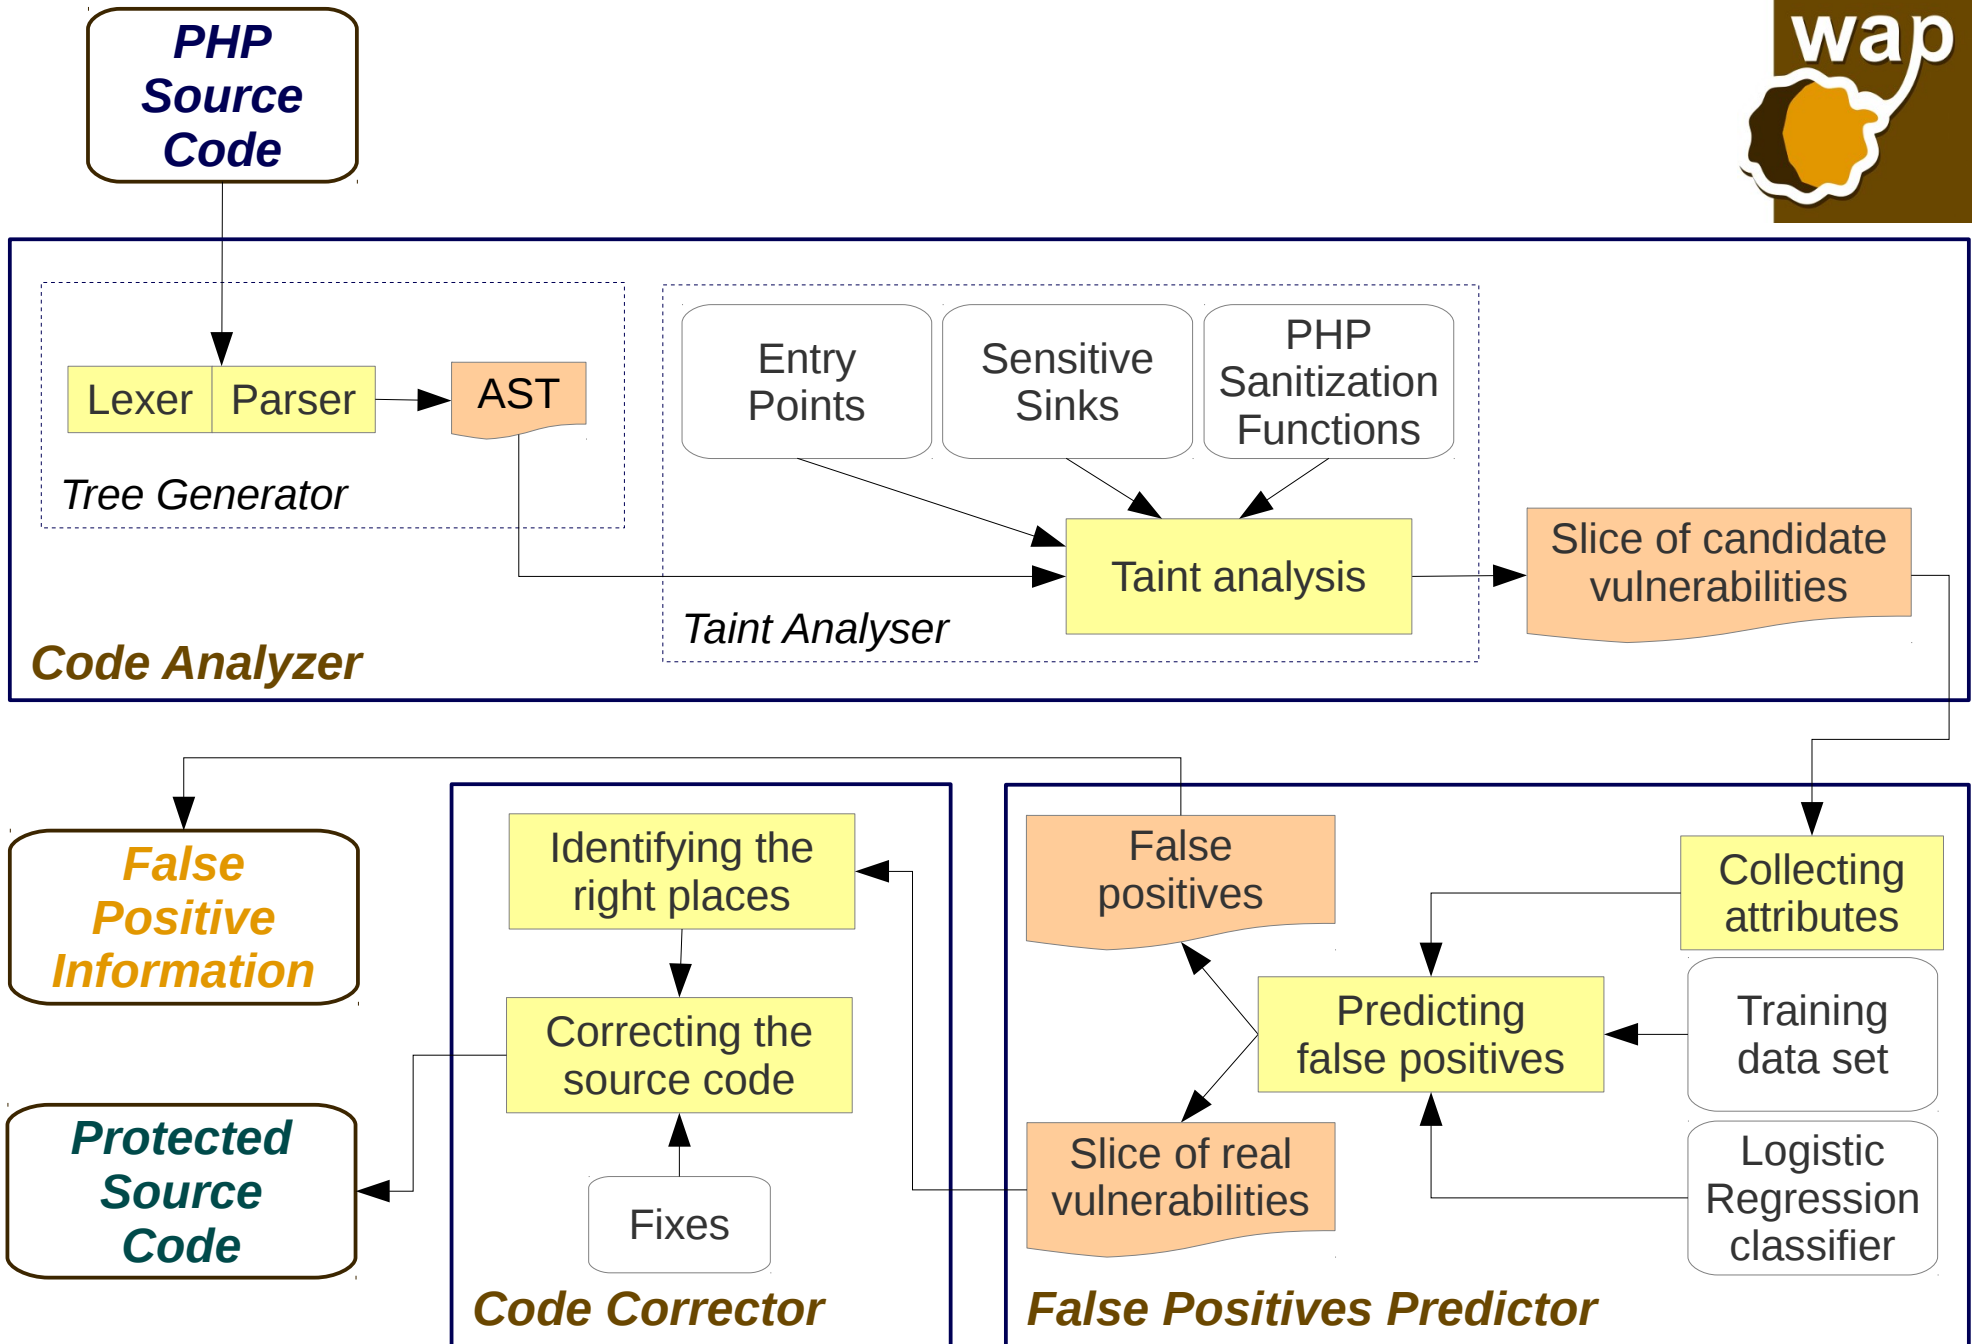 PHP
Source
Code
wap
Lexer
Parser
AST
Tree Generator
Entry
Points
Sensitive
Sinks
PHP
Sanitization
Functions
Taint analysis
Taint Analyser
Slice of candidate
vulnerabilities
Code Analyzer
False
Positive
Information
Identifying the
right places
False
positives
Collecting
attributes
Correcting the
source code
Predicting
false positives
Training
data set
Protected
Source
Code
Fixes
Slice of real
vulnerabilities
Logistic
Regression
classifier
Code Corrector
False Positives Predictor